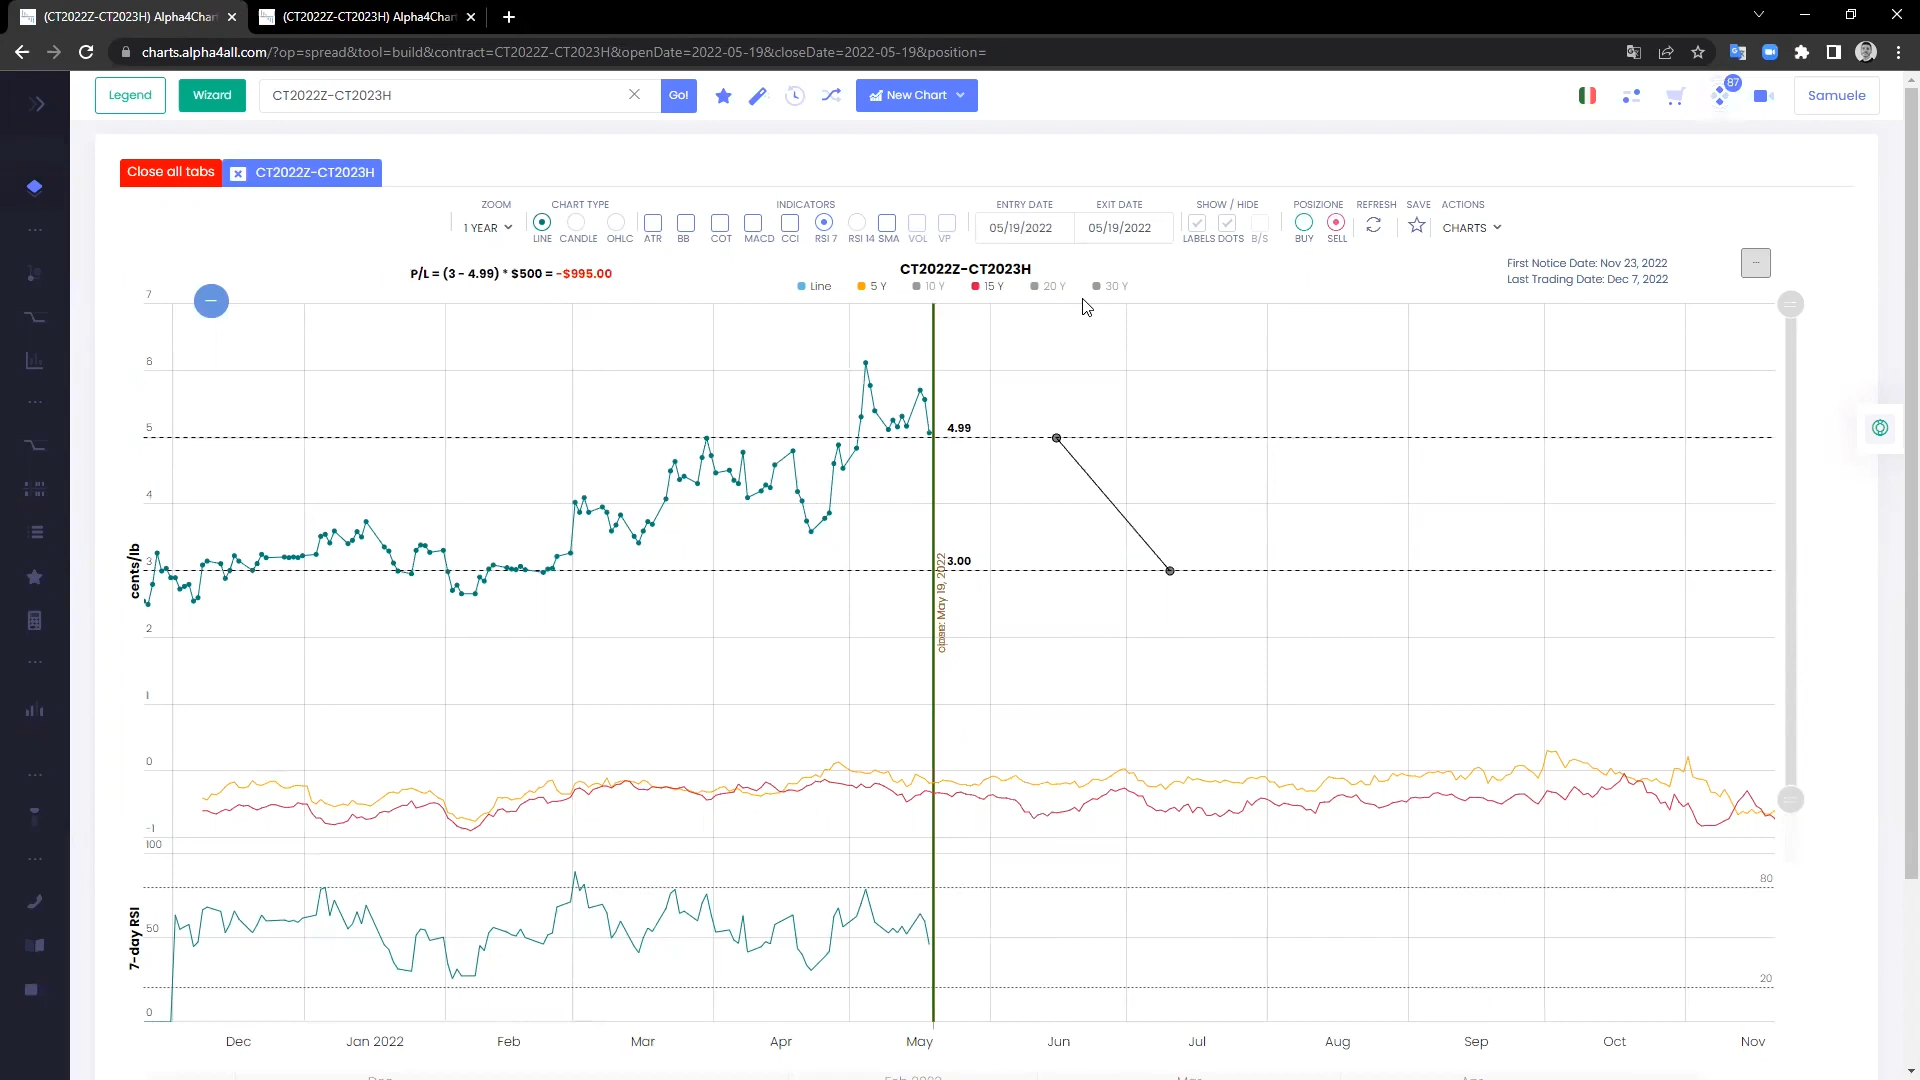 (CT2022Z-CT2023H) Alpha4Char
(CT2022Z-CT2023H) Alpha4Char
charts.alpha4all.com/?op=spread&tool=build&contract=CT2022Z-CT2023H&openDate=2022-05-19&closeDate=2022-05-19&position=
Legend
Wizard
CT2022Z-CT2023H
Go!
New Chart
87
Samuele
Close all tabs
CT2022Z-CT2023H
ZOOM
CHART TYPE
INDICATORS
ENTRY DATE
EXIT DATE
SHOW / HIDE
POSIZIONE
REFRESH
SAVE
ACTIONS
1 YEAR
05/19/2022
05/19/2022
CHARTS
LINE
CANDLE
OHLC
ATR
BB
COT
MACD
CCI
RSI 7
RSI 14
SMA
VOL
VP
LABELS
DOTS
B/S
BUY
SELL
P/L = (3 - 4.99) * $500 = -$995.00
CT2022Z-CT2023H
First Notice Date: Nov 23, 2022
Last Trading Date: Dec 7, 2022
...
Line
5 Y
10 Y
15 Y
20 Y
30 Y
7
6
5
4
3
2
1
0
-1
cents/lb
4.99
3.00
close: May 19, 2022
100
50
0
7-day RSI
80
20
Dec
Jan 2022
Feb
Mar
Apr
May
Jun
Jul
Aug
Sep
Oct
Nov